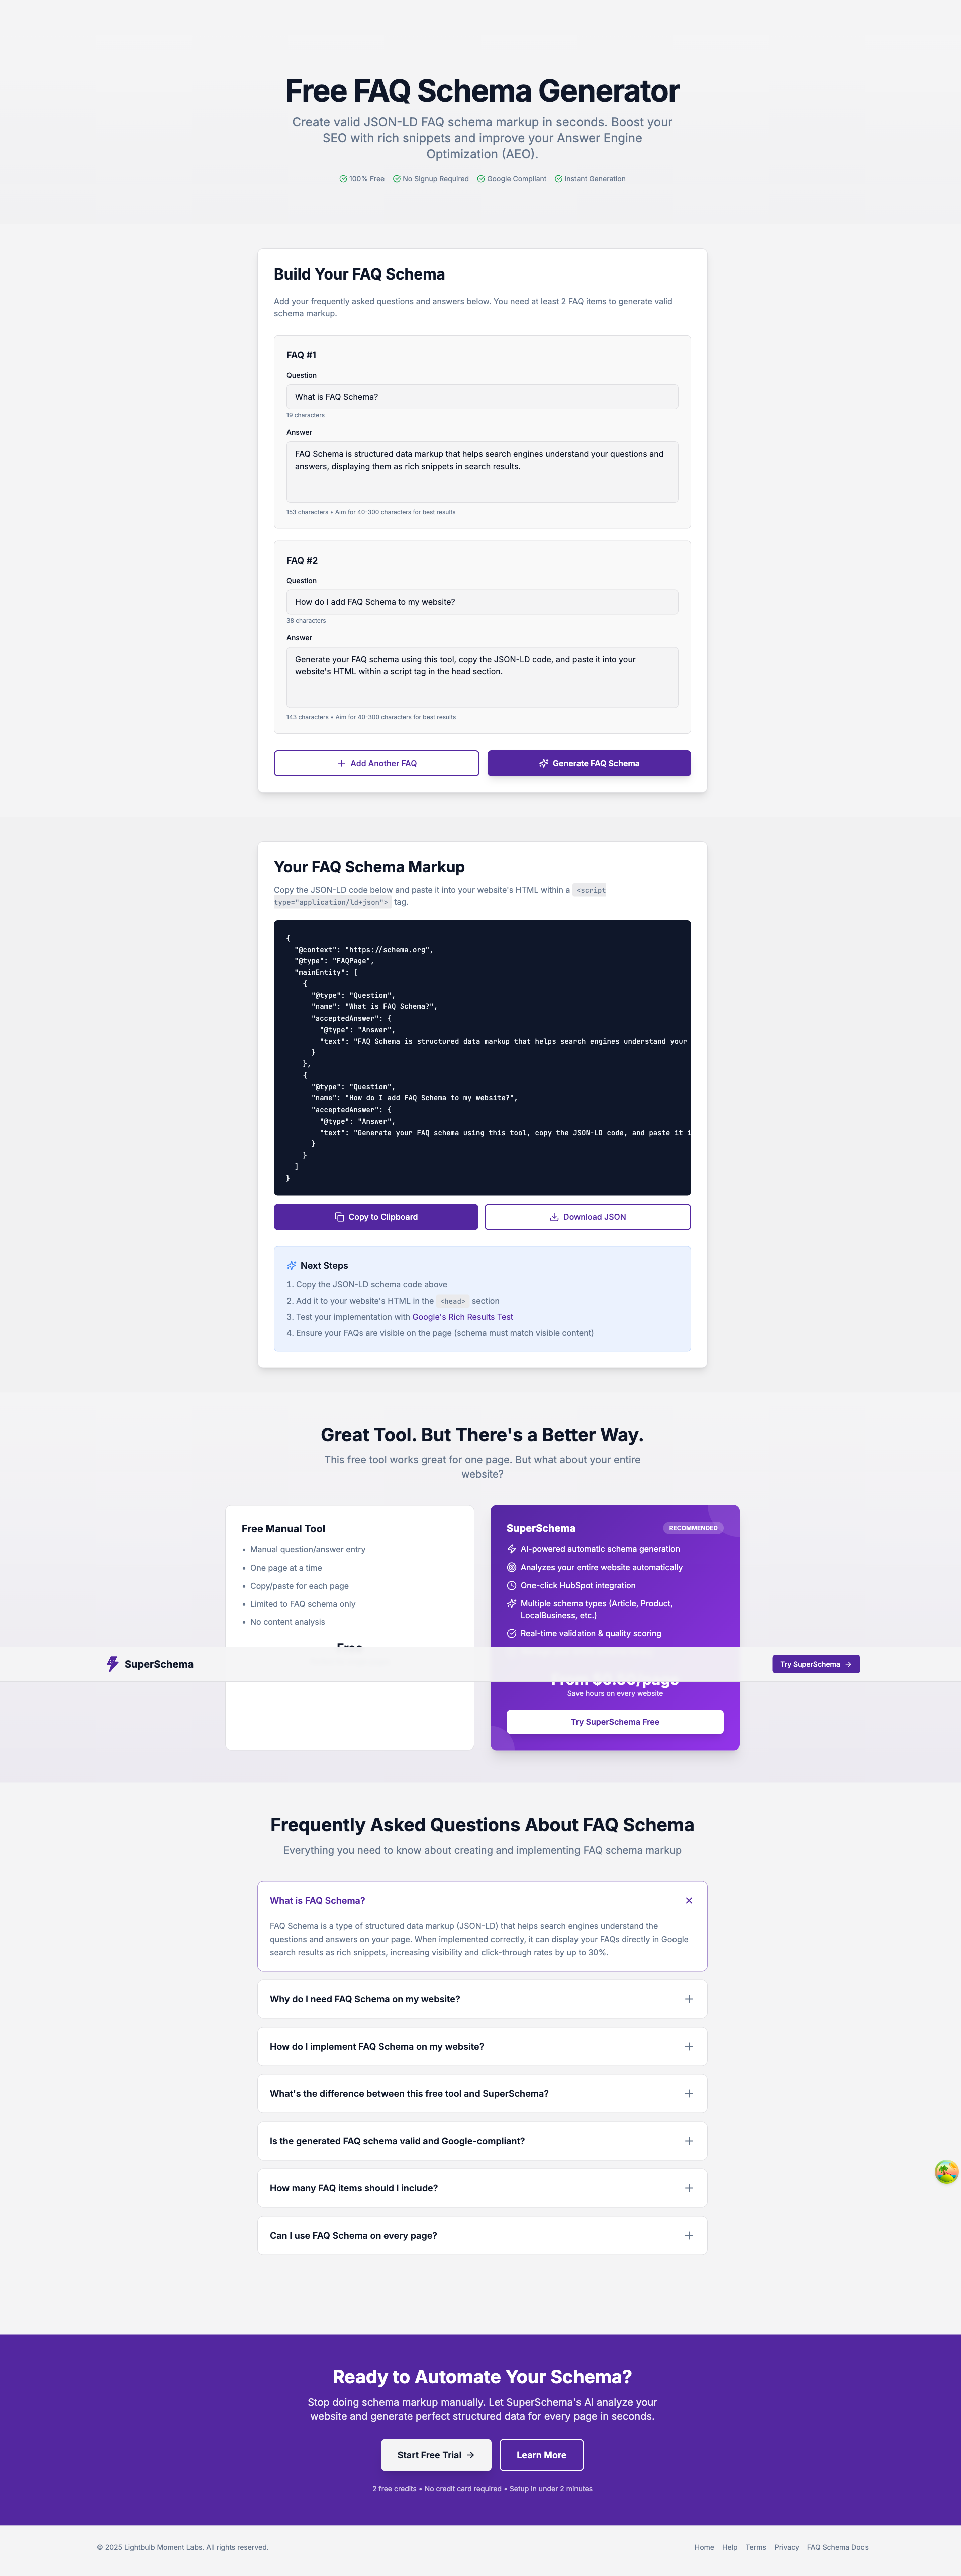 Free FAQ Schema Generator
Create valid JSON-LD FAQ schema markup in seconds. Boost your
SEO with rich snippets and improve your Answer Engine
Optimization (AEO).
100% Free
No Signup Required
Google Compliant
Instant Generation
Build Your FAQ Schema
Add your frequently asked questions and answers below. You need at least 2 FAQ items to generate valid
schema markup.
FAQ #1
Question
What is FAQ Schema?
19 characters
Answer
FAQ Schema is structured data markup that helps search engines understand your questions and
answers, displaying them as rich snippets in search results.
153 characters • Aim for 40-300 characters for best results
FAQ #2
Question
How do I add FAQ Schema to my website?
38 characters
Answer
Generate your FAQ schema using this tool, copy the JSON-LD code, and paste it into your
website's HTML within a script tag in the head section.
143 characters • Aim for 40-300 characters for best results
Add Another FAQ
Generate FAQ Schema
Your FAQ Schema Markup
Copy the JSON-LD code below and paste it into your website's HTML within a <script
type="application/ld+json"> tag.
{
"@context": "https://schema.org",
"@type": "FAQPage",
"mainEntity": [
{
"@type": "Question",
"name": "What is FAQ Schema?",
"acceptedAnswer": {
"@type": "Answer",
"text": "FAQ Schema is structured data markup that helps search engines understand your
}
},
{
"@type": "Question",
"name": "How do I add FAQ Schema to my website?",
"acceptedAnswer": {
"@type": "Answer",
"text": "Generate your FAQ schema using this tool, copy the JSON-LD code, and paste it i
}
}
]
}
Copy to Clipboard
Download JSON
Next Steps
1. Copy the JSON-LD schema code above
2. Add it to your website's HTML in the <head> section
3. Test your implementation with Google's Rich Results Test
4. Ensure your FAQs are visible on the page (schema must match visible content)
Great Tool. But There's a Better Way.
This free tool works great for one page. But what about your entire
website?
Free Manual Tool
• Manual question/answer entry
• One page at a time
• Copy/paste for each page
• Limited to FAQ schema only
• No content analysis
Free
SuperSchema
RECOMMENDED
AI-powered automatic schema generation
Analyzes your entire website automatically
One-click HubSpot integration
Multiple schema types (Article, Product,
LocalBusiness, etc.)
Real-time validation & quality scoring
SuperSchema
Try SuperSchema
Save hours on every website
Try SuperSchema Free
Frequently Asked Questions About FAQ Schema
Everything you need to know about creating and implementing FAQ schema markup
What is FAQ Schema?
FAQ Schema is a type of structured data markup (JSON-LD) that helps search engines understand the
questions and answers on your page. When implemented correctly, it can display your FAQs directly in Google
search results as rich snippets, increasing visibility and click-through rates by up to 30%.
Why do I need FAQ Schema on my website?
How do I implement FAQ Schema on my website?
What's the difference between this free tool and SuperSchema?
Is the generated FAQ schema valid and Google-compliant?
How many FAQ items should I include?
Can I use FAQ Schema on every page?
Ready to Automate Your Schema?
Stop doing schema markup manually. Let SuperSchema's AI analyze your
website and generate perfect structured data for every page in seconds.
Start Free Trial
Learn More
2 free credits • No credit card required • Setup in under 2 minutes
© 2025 Lightbulb Moment Labs. All rights reserved.
Home
Help
Terms
Privacy
FAQ Schema Docs